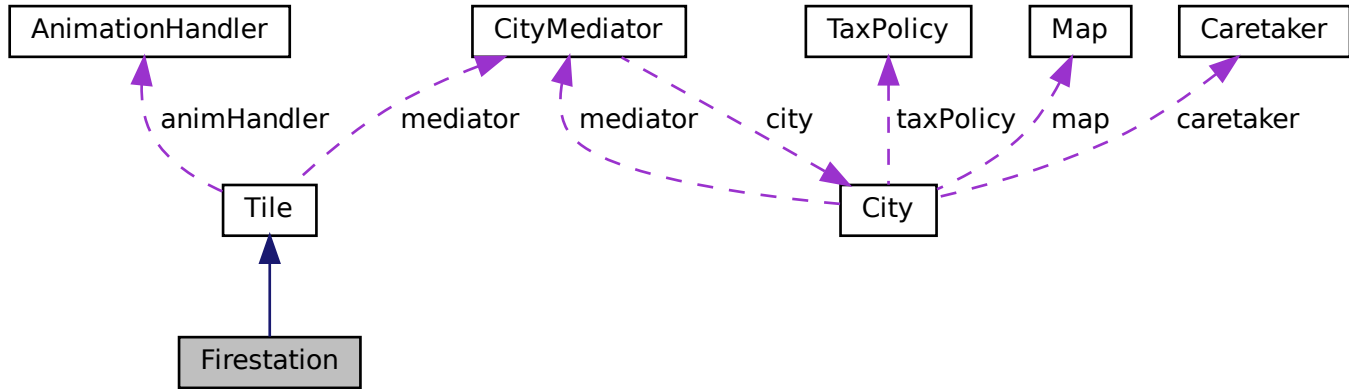 AnimationHandler
CityMediator
TaxPolicy
Map
Caretaker
animHandler
mediator
mediator
city
taxPolicy
map
caretaker
Tile
City
Firestation